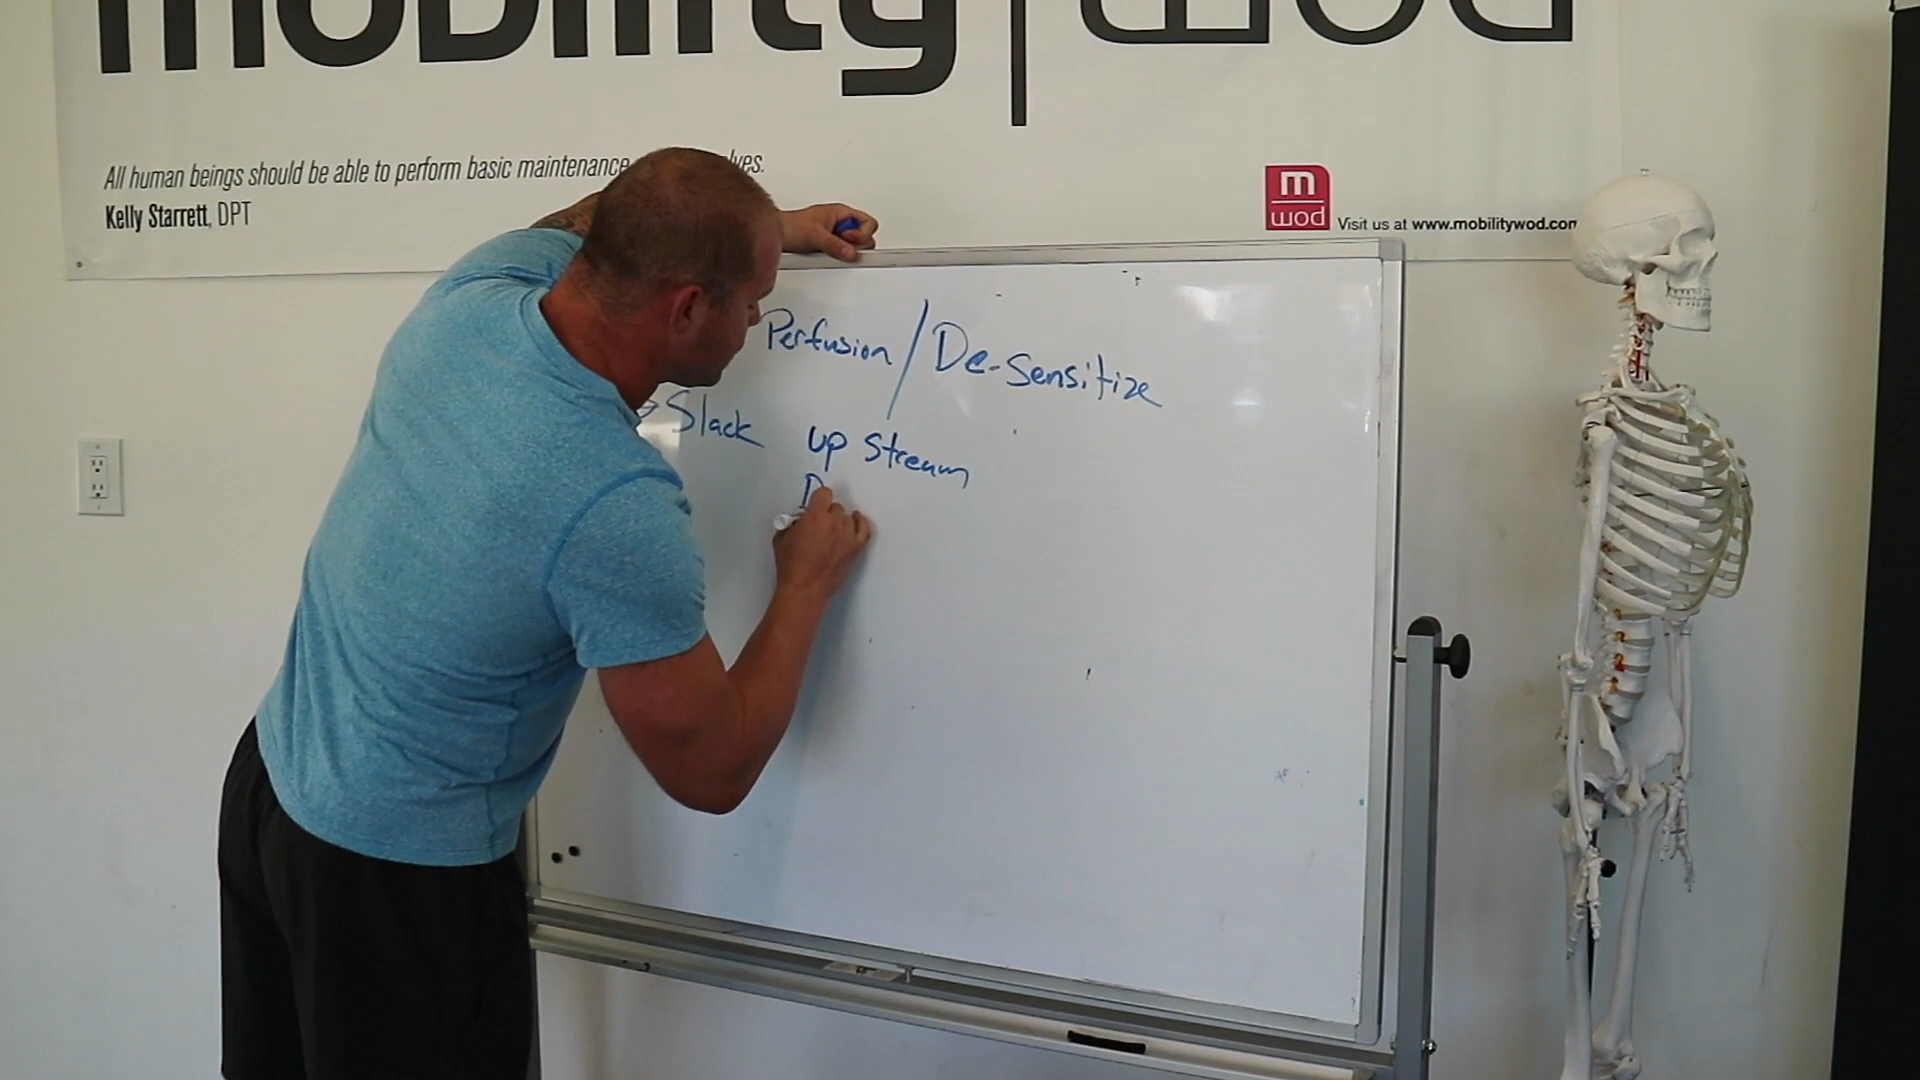 mobility | wod
All human beings should be able to perform basic maintenance
Kelly Starrett, DPT
m
wod
Visit us at www.mobilitywod.com
Perfusion / De-Sensitize
→ Slack up Stream
D